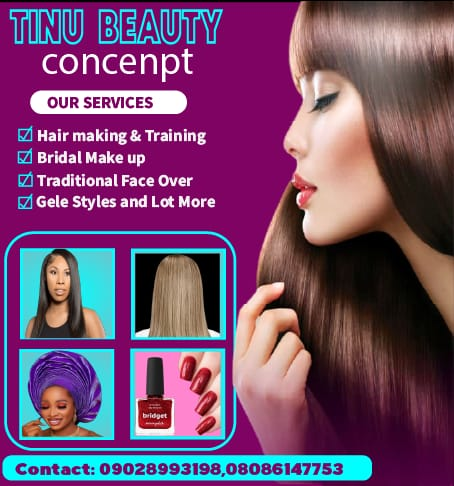 TINU BEAUTY
concenpt
OUR SERVICES
Hair making & Training
Bridal Make up
Traditional Face Over
Gele Styles and Lot More
bridget
Contact: 09028993198,08086147753